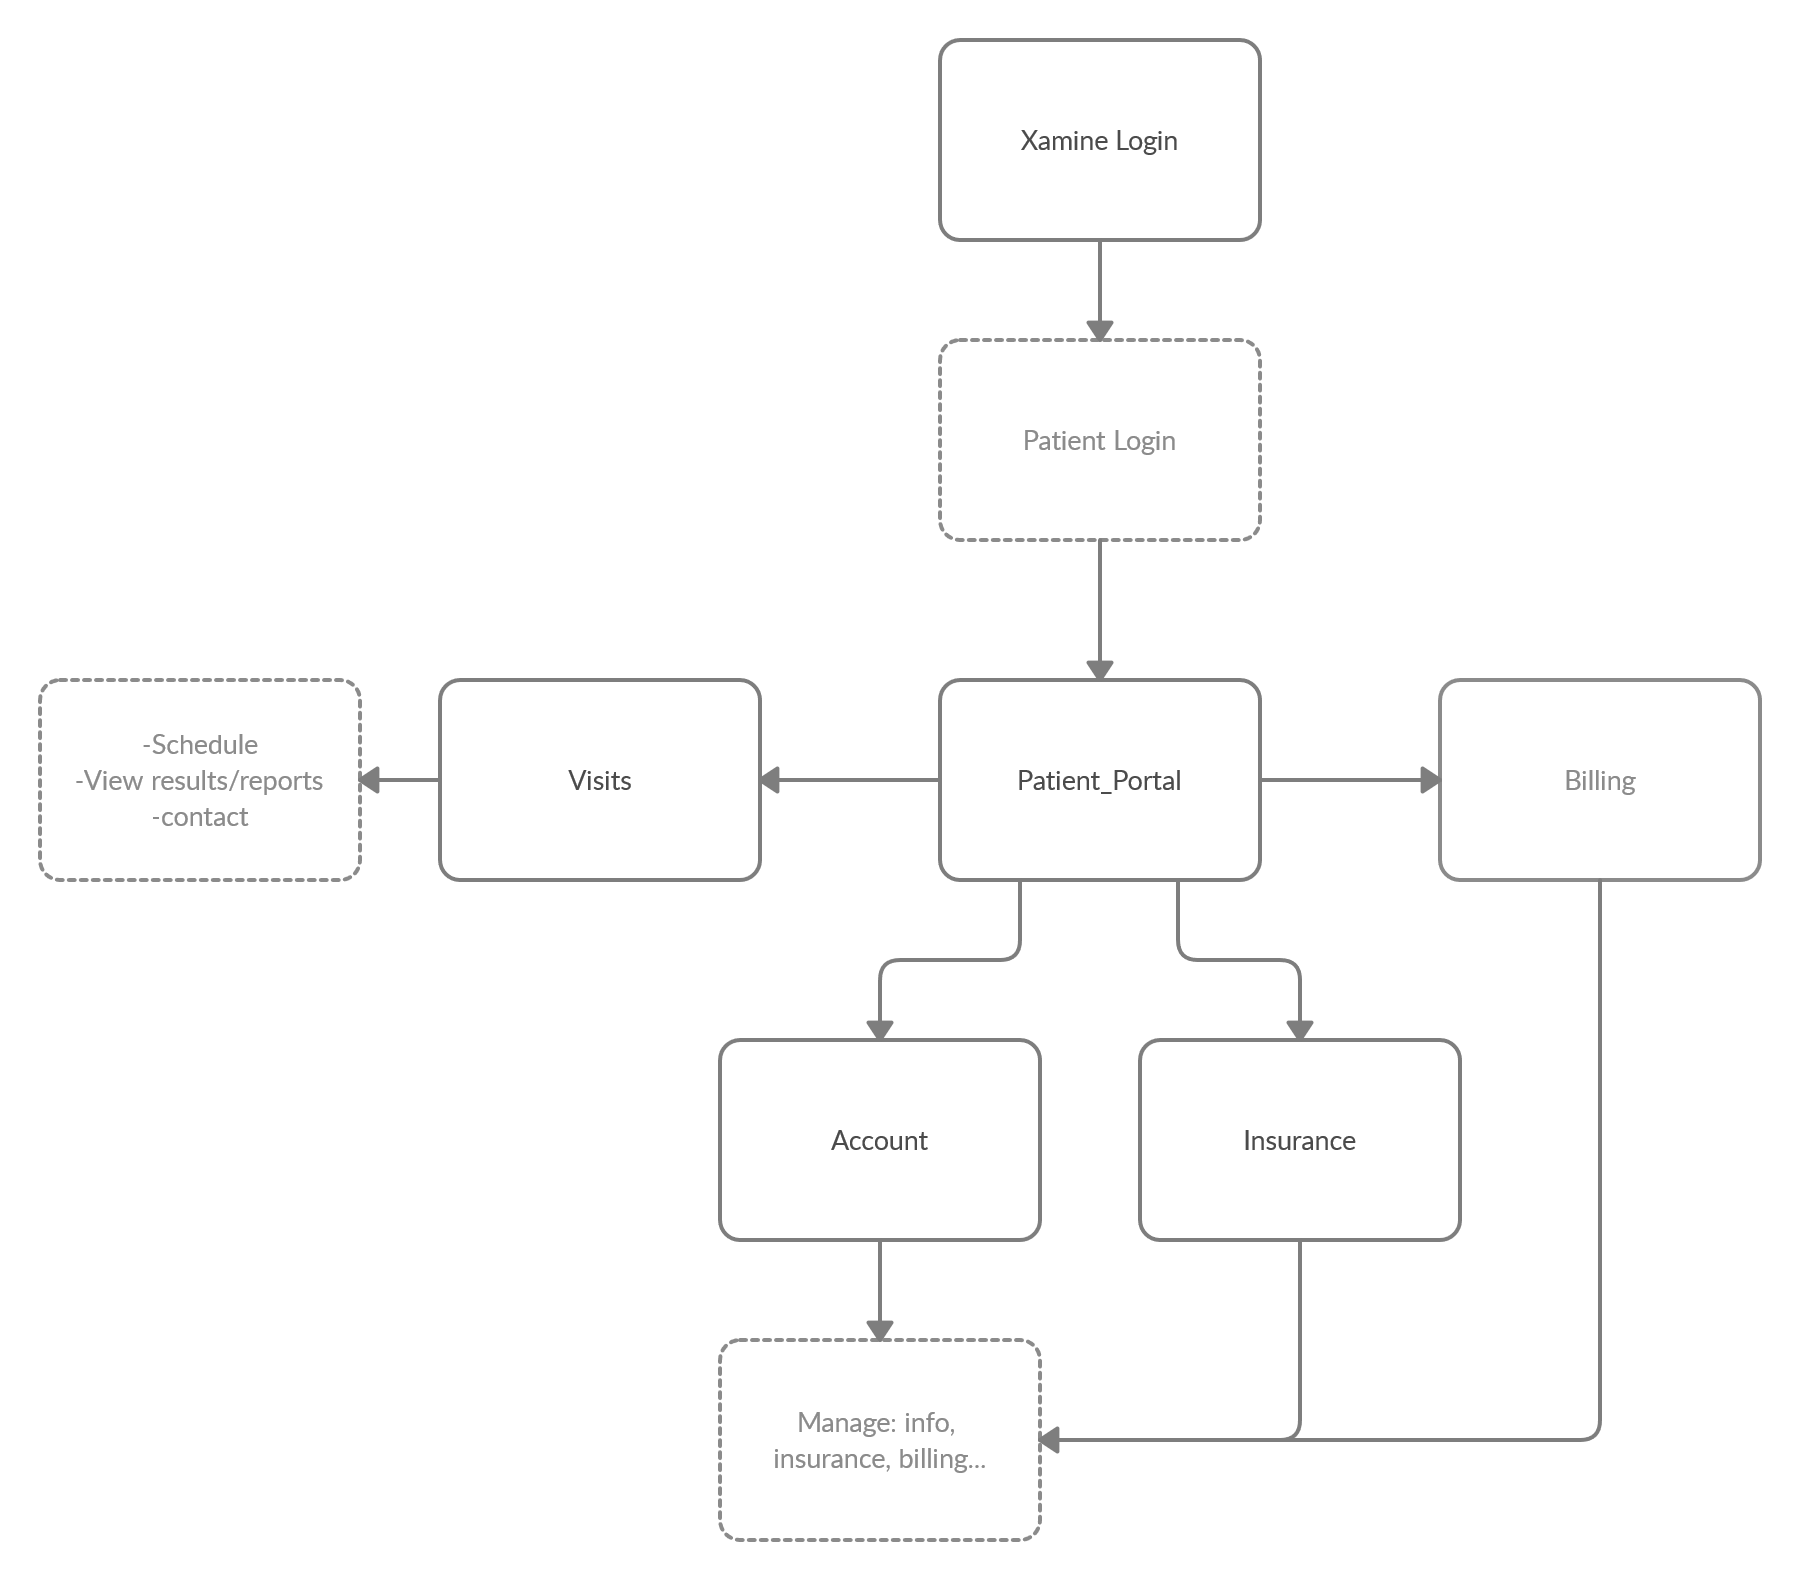 Xamine Login
Patient Login
-Schedule
-View results/reports
-contact
Visits
Patient_Portal
Billing
Account
Insurance
Manage: info,
insurance, billing...